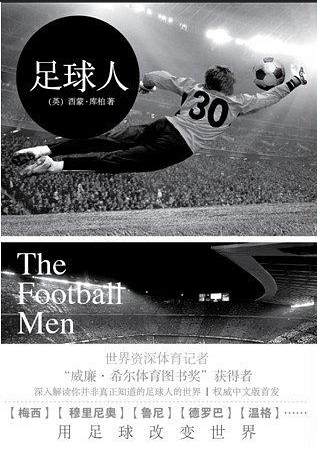 足球人
(英) 西蒙·库柏 著
30
The
Football
Men
世界资深体育记者
“威廉·希尔体育图书奖”获得者
深入解读你并非真正知道的足球人的世界 | 权威中文版首发
【梅西】【穆里尼奥】【鲁尼】【德罗巴】【温格】……
用足球改变世界